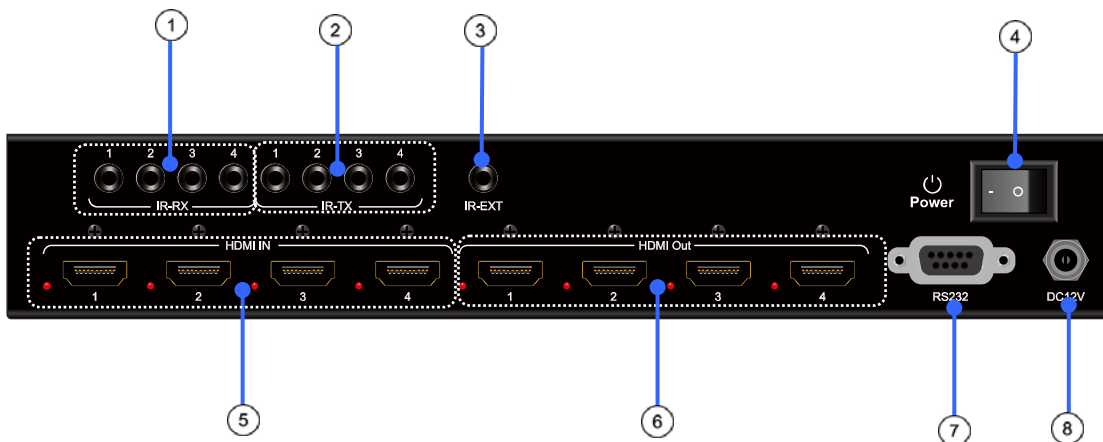 1 2 3 4
1 2 3 4 1 2 3 4
IR-RX IR-TX IR-EXT
Power - O
HDMI IN HDMI Out
1 2 3 4 1 2 3 4
RS232 DC12V
5 6 7 8